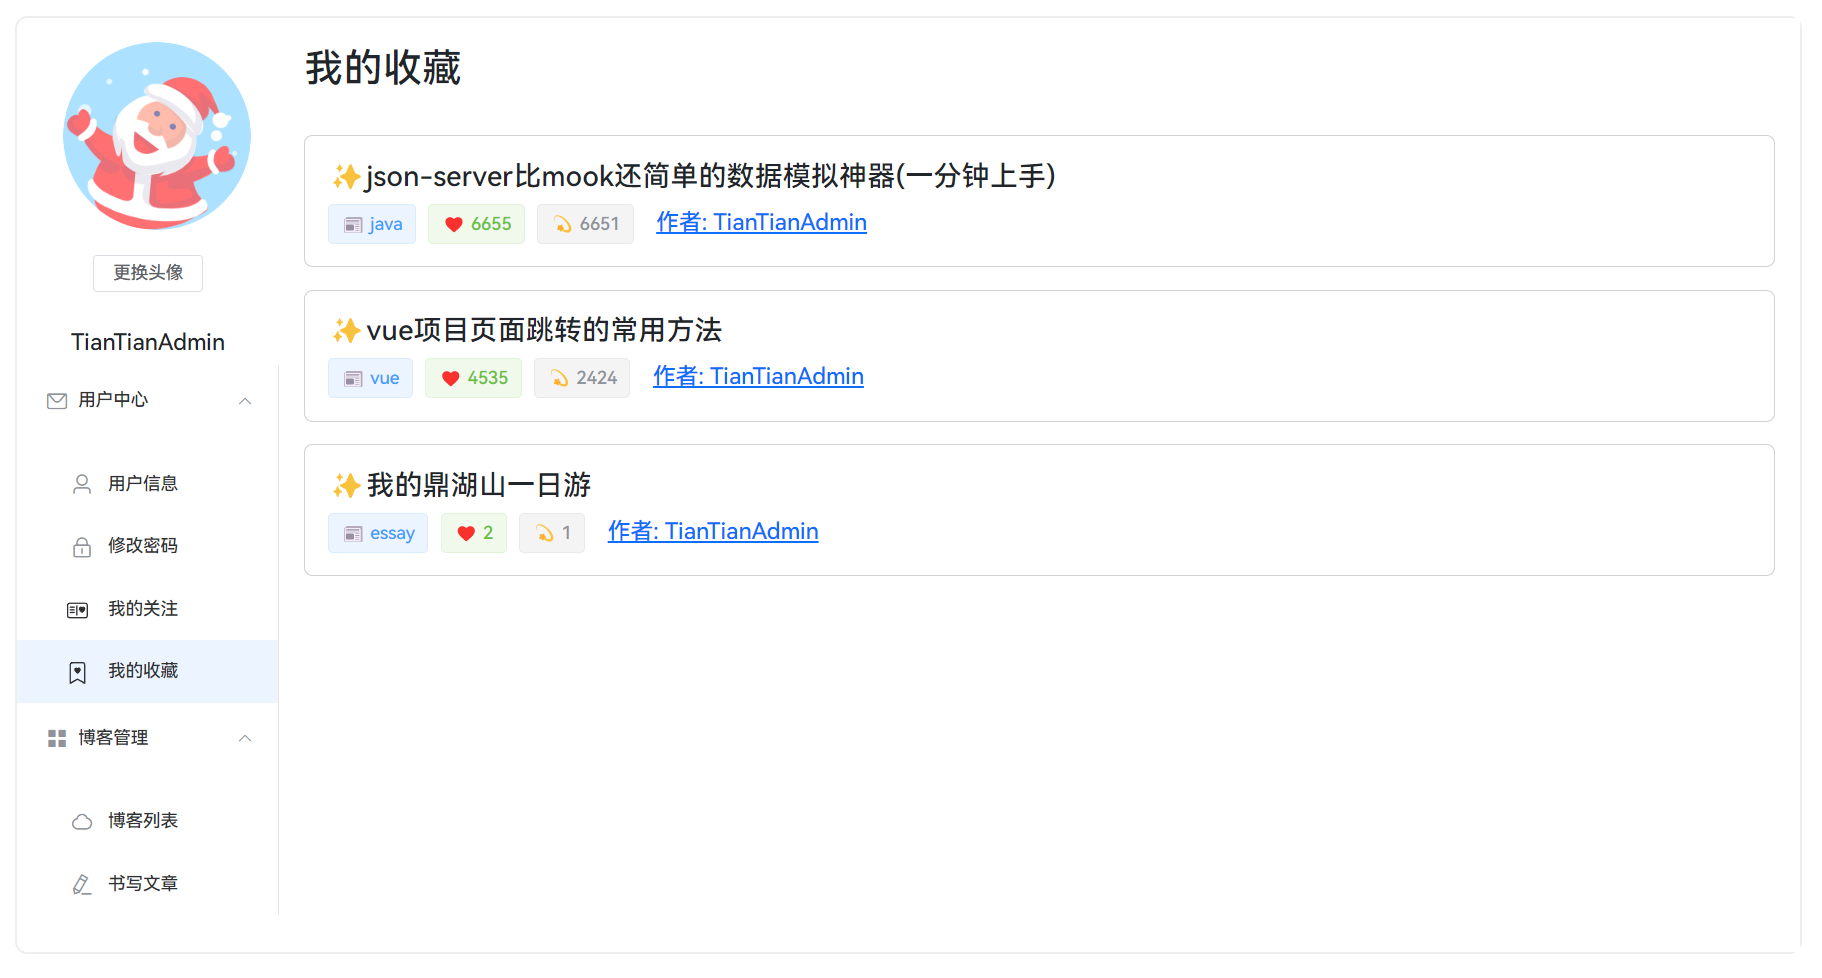 更换头像
TianTianAdmin
用户中心
用户信息
修改密码
我的关注
我的收藏
博客管理
博客列表
书写文章
我的收藏
✨json-server比mook还简单的数据模拟神器(一分钟上手)
java 6655 6651 作者: TianTianAdmin
✨vue项目页面跳转的常用方法
vue 4535 2424 作者: TianTianAdmin
✨我的鼎湖山一日游
essay 2 1 作者: TianTianAdmin